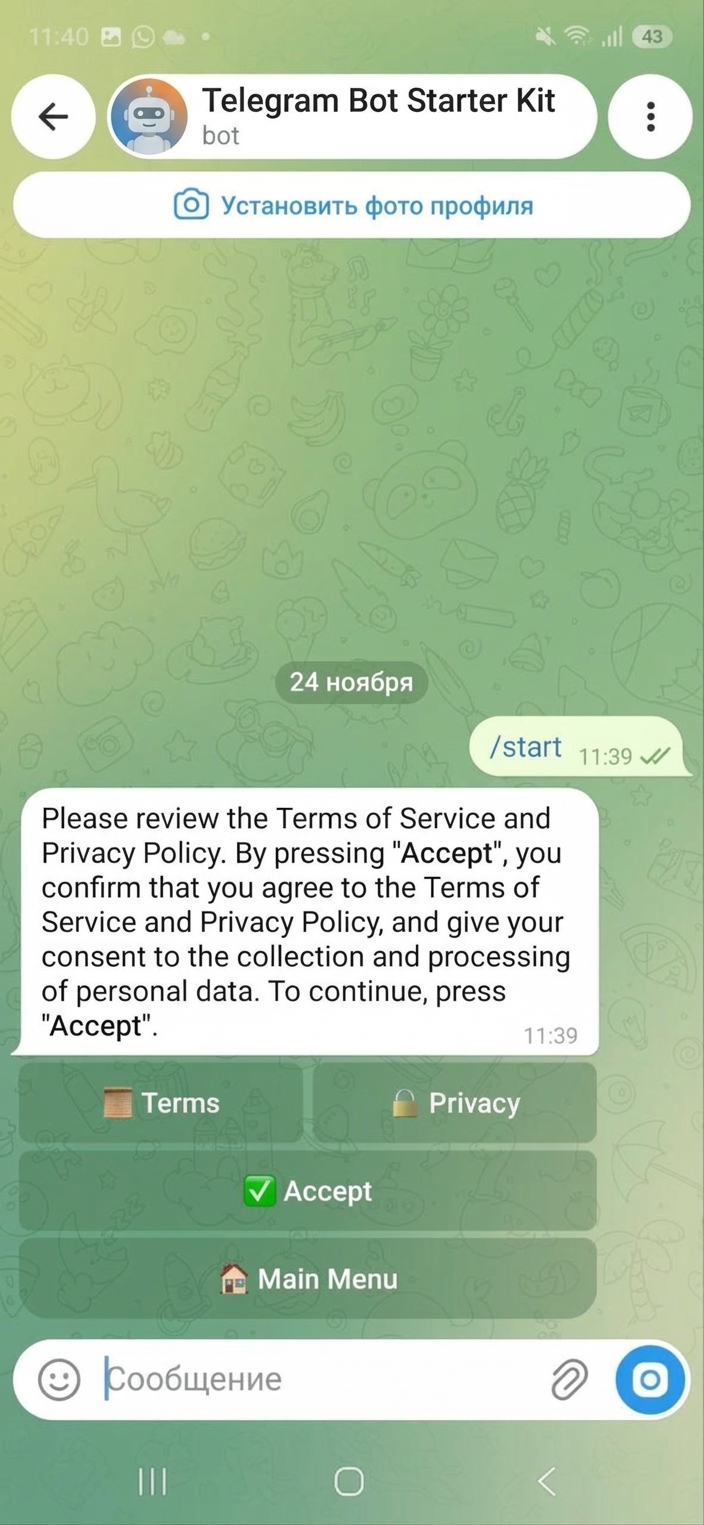 11:40
43
Telegram Bot Starter Kit
bot
Установить фото профиля
24 ноября
/start 11:39
Please review the Terms of Service and
Privacy Policy. By pressing "Accept", you
confirm that you agree to the Terms of
Service and Privacy Policy, and give your
consent to the collection and processing
of personal data. To continue, press
"Accept".
11:39
Terms
Privacy
Accept
Main Menu
Сообщение